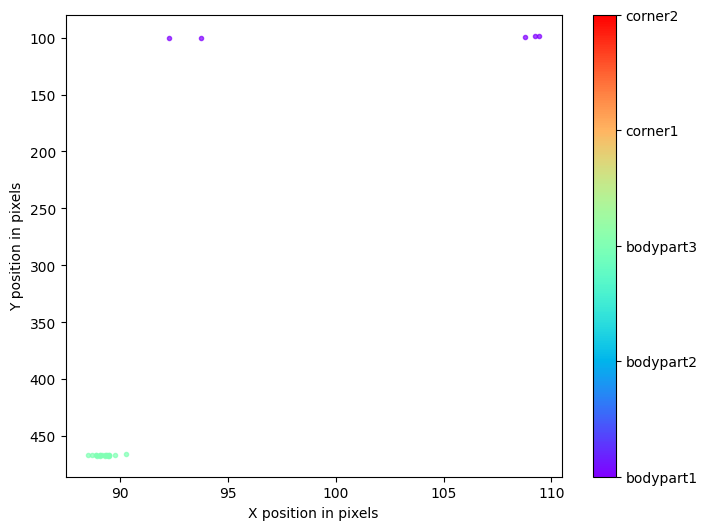 100
150
200
250
300
350
400
450
90
95
100
105
110
X position in pixels
Y position in pixels
corner2
corner1
bodypart3
bodypart2
bodypart1